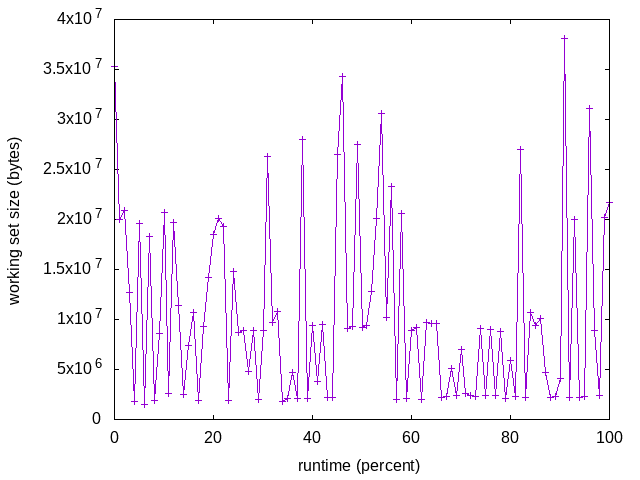 4x10^7
3.5x10^7
3x10^7
2.5x10^7
2x10^7
1.5x10^7
1x10^7
5x10^6
0
working set size (bytes)
0 20 40 60 80 100
runtime (percent)